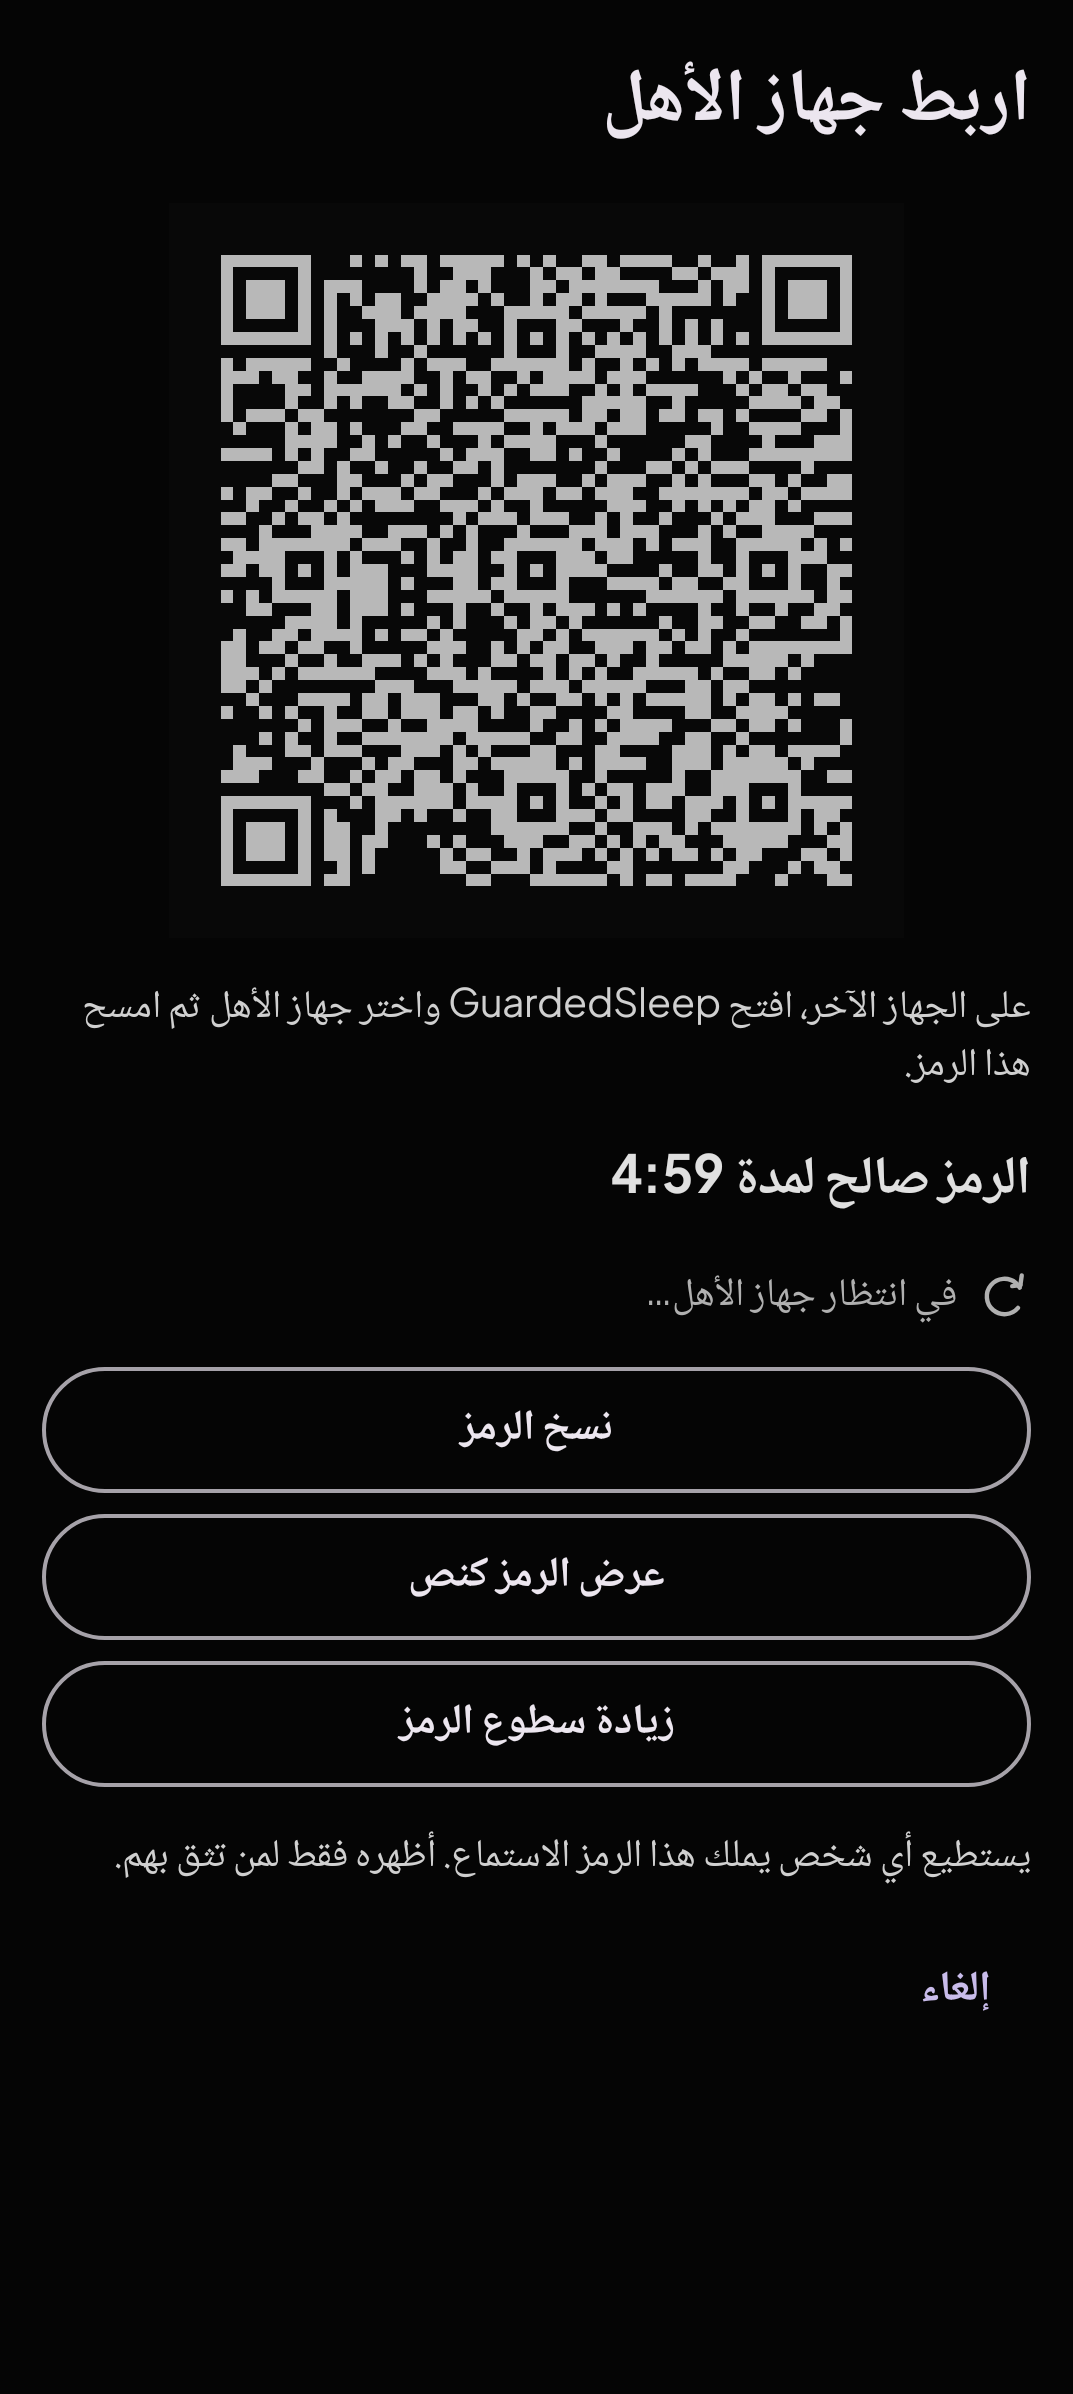 اربط جهاز الأهل
على الجهاز الآخر، افتح GuardedSleep واختر جهاز الأهل ثم امسح
هذا الرمز.
الرمز صالح لمدة 4:59
في انتظار جهاز الأهل...
نسخ الرمز
عرض الرمز كنص
زيادة سطوع الرمز
يستطيع أي شخص يملك هذا الرمز الاستماع. أظهره فقط لمن تثق بهم.
إلغاء